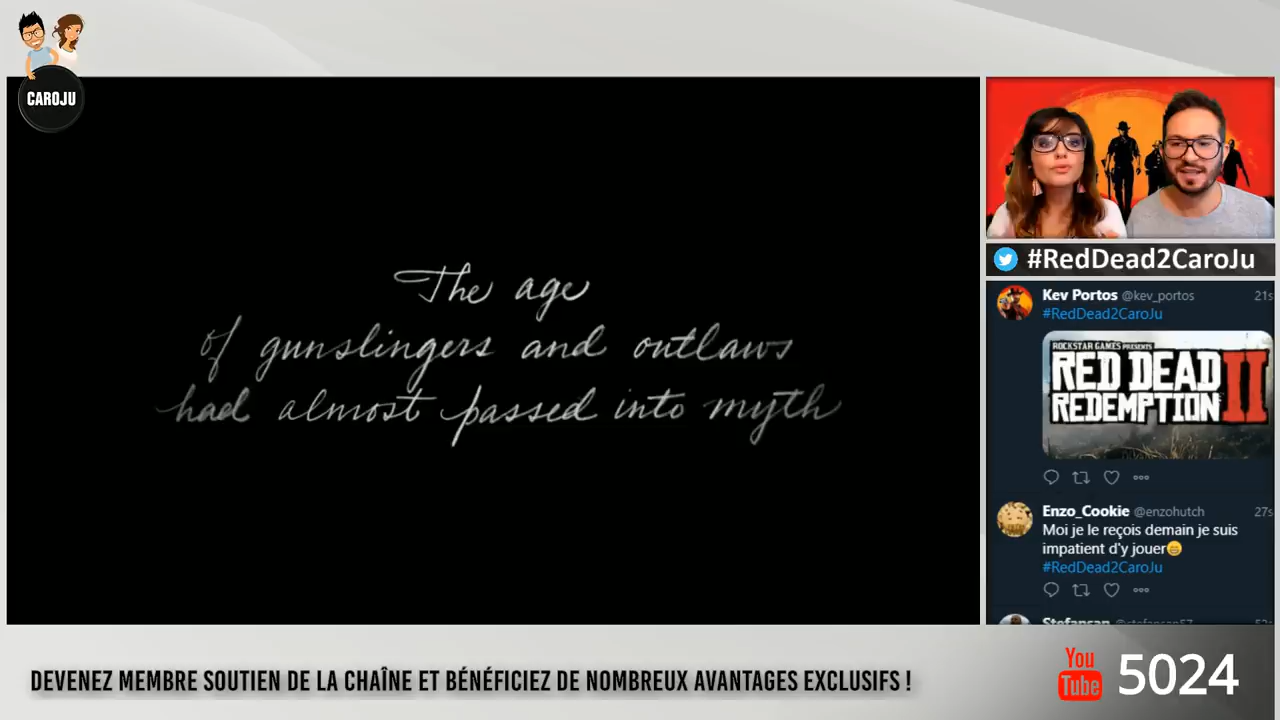 CAROJU
The age
of gunslingers and outlaws
had almost passed into myth
#RedDead2CaroJu
Kev Portos @kev_portos 21s
#RedDead2CaroJu
ROCKSTAR GAMES PRESENTS
RED DEAD
REDEMPTION II
Enzo_Cookie @enzohutch 27s
Moi je le reçois demain je suis
impatient d'y jouer😁
#RedDead2CaroJu
DEVENEZ MEMBRE SOUTIEN DE LA CHAÎNE ET BÉNÉFICIEZ DE NOMBREUX AVANTAGES EXCLUSIFS !
You
Tube 5024